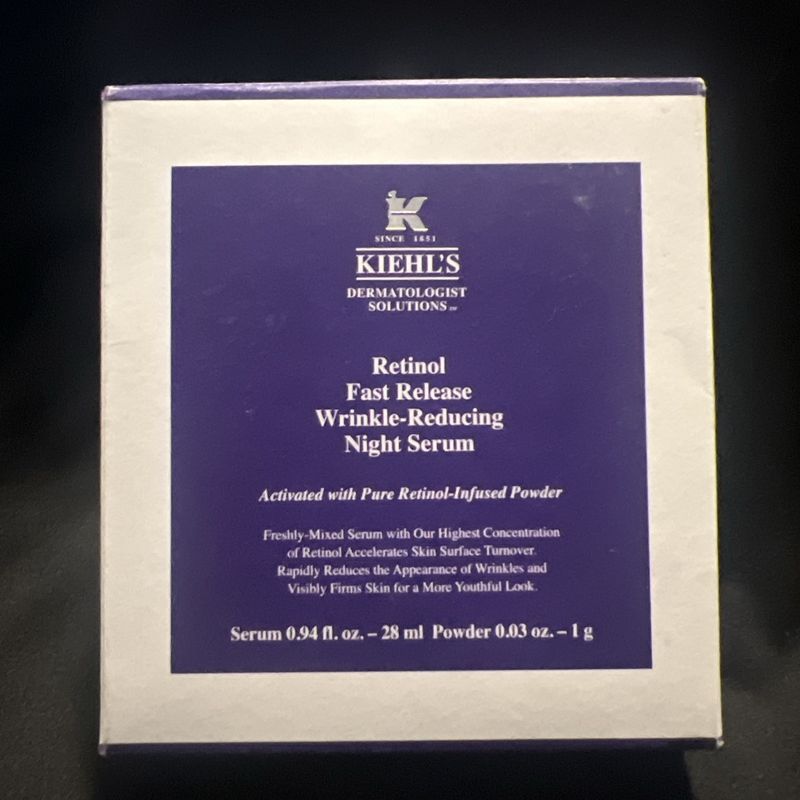 K
SINCE 1851
KIEHL'S
DERMATOLOGIST
SOLUTIONS™
Retinol
Fast Release
Wrinkle-Reducing
Night Serum
Activated with Pure Retinol-Infused Powder
Freshly-Mixed Serum with Our Highest Concentration
of Retinol Accelerates Skin Surface Turnover.
Rapidly Reduces the Appearance of Wrinkles and
Visibly Firms Skin for a More Youthful Look.
Serum 0.94 fl. oz. – 28 ml Powder 0.03 oz. – 1 g